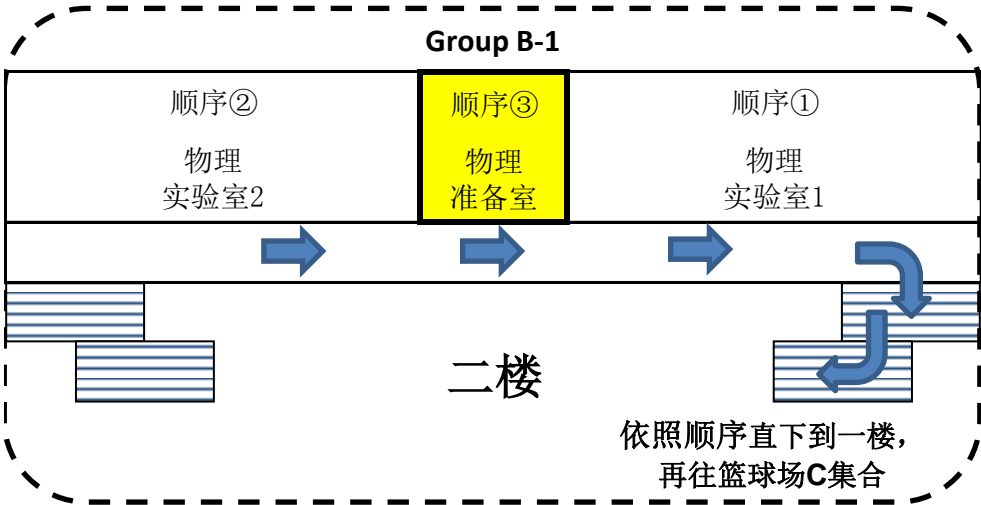 Group B-1
顺序②
物理
实验室2
顺序③
物理
准备室
顺序①
物理
实验室1
二楼
依照顺序直下到一楼，
再往篮球场C集合